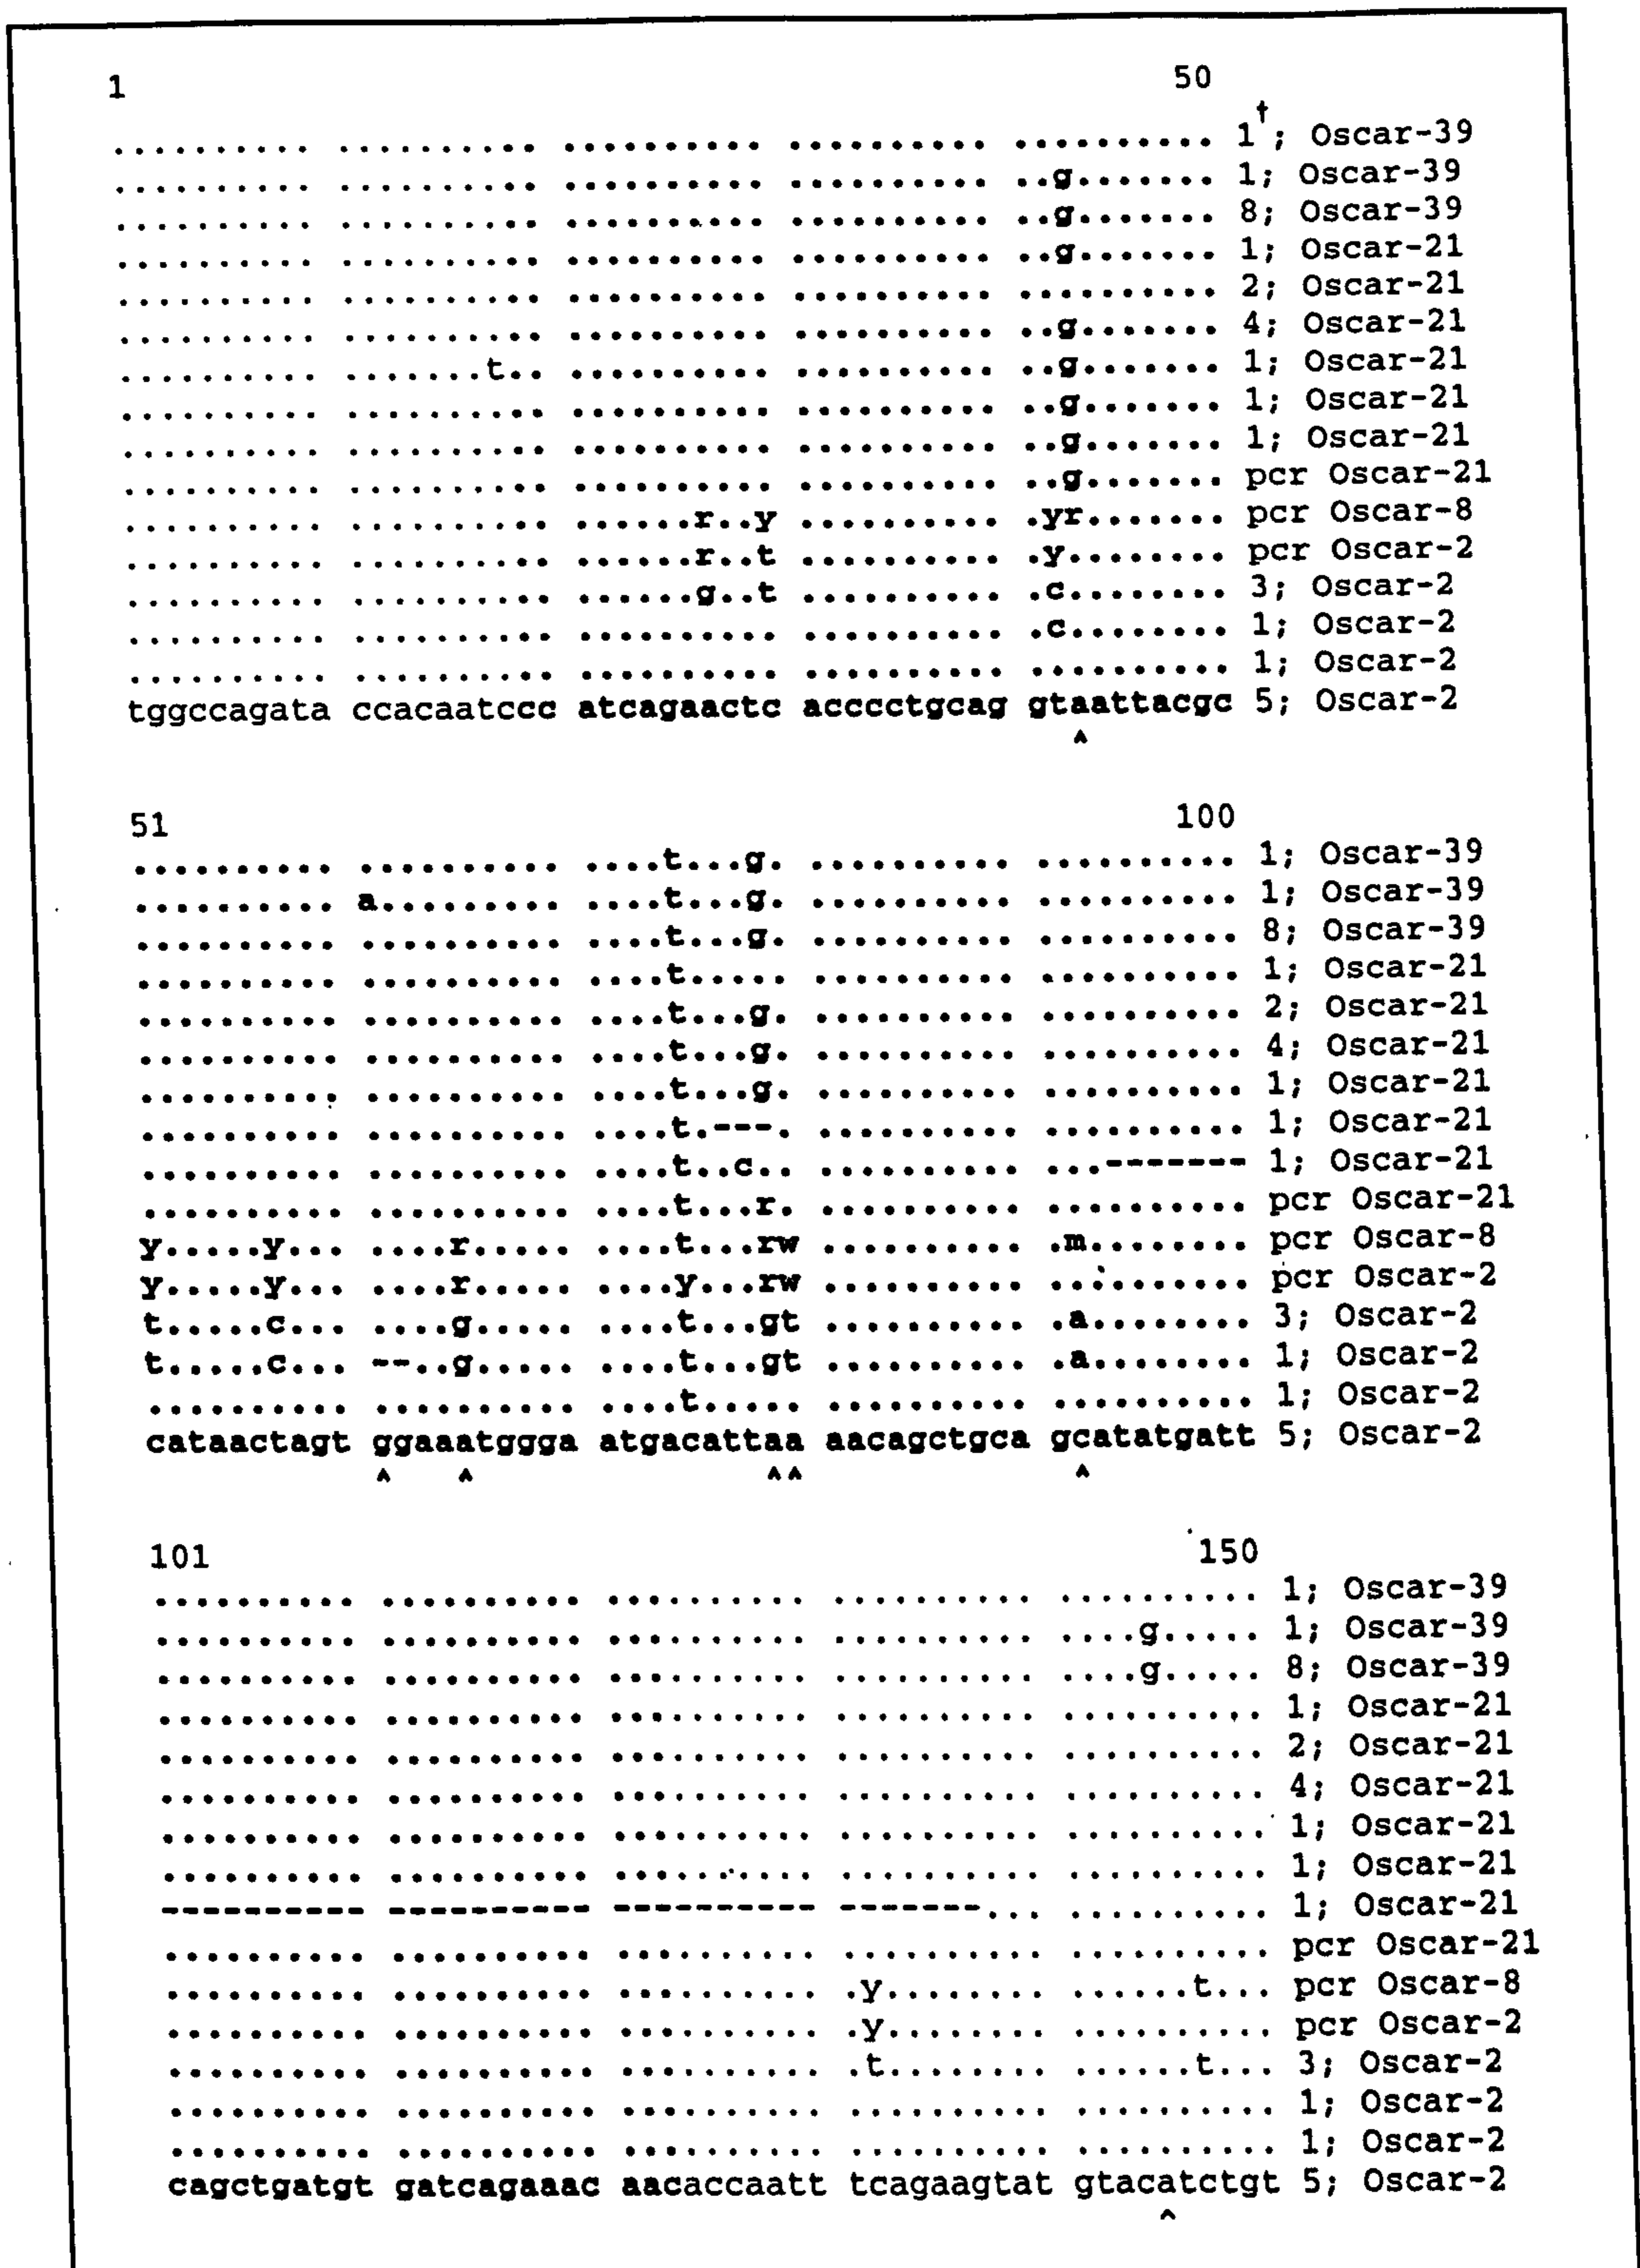 1 50
.......... .......... .......... .......... .......... 1†; Oscar-39
.......... .......... .......... .......... ..g....... 1; Oscar-39
.......... .......... .......... .......... ..g....... 8; Oscar-39
.......... .......... .......... .......... ..g....... 1; Oscar-21
.......... .......... .......... .......... .......... 2; Oscar-21
.......... .......... .......... .......... ..g....... 4; Oscar-21
.......... .......t.. .......... .......... ..g....... 1; Oscar-21
.......... .......... .......... .......... ..g....... 1; Oscar-21
.......... .......... .......... .......... ..g....... 1; Oscar-21
.......... .......... .......... .......... ..g....... pcr Oscar-21
.......... .......... ......r..y .......... .yr....... pcr Oscar-8
.......... .......... ......r..t .......... .y........ pcr Oscar-2
.......... .......... ......g..t .......... .c........ 3; Oscar-2
.......... .......... .......... .......... .c........ 1; Oscar-2
.......... .......... .......... .......... .......... 1; Oscar-2
tggccagata ccacaatccc atcagaactc acccctgcag gtaattacgc 5; Oscar-2
^
51 100
.......... .......... ....t...g. .......... .......... 1; Oscar-39
.......... a......... ....t...g. .......... .......... 1; Oscar-39
.......... .......... ....t...g. .......... .......... 8; Oscar-39
.......... .......... ....t..... .......... .......... 1; Oscar-21
.......... .......... ....t...g. .......... .......... 2; Oscar-21
.......... .......... ....t...g. .......... .......... 4; Oscar-21
.......... .......... ....t...g. .......... .......... 1; Oscar-21
.......... .......... ....t.---. .......... .......... 1; Oscar-21
.......... .......... ....t..c.. .......... ...------- 1; Oscar-21
.......... .......... ....t...r. .......... .......... pcr Oscar-21
y.....y... ....r..... ....t...rw .......... .m........ pcr Oscar-8
y.....y... ....r..... ....y...rw .......... .......... pcr Oscar-2
t.....c... ....g..... ....t...gt .......... .a........ 3; Oscar-2
t.....c... --..g..... ....t...gt .......... .a........ 1; Oscar-2
.......... .......... ....t..... .......... .......... 1; Oscar-2
cataactagt ggaaatggga atgacattaa aacagctgca gcatatgatt 5; Oscar-2
^ ^ ^^ ^
101 150
.......... .......... .......... .......... .......... 1; Oscar-39
.......... .......... .......... .......... ....g..... 1; Oscar-39
.......... .......... .......... .......... ....g..... 8; Oscar-39
.......... .......... .......... .......... .......... 1; Oscar-21
.......... .......... .......... .......... .......... 2; Oscar-21
.......... .......... .......... .......... .......... 4; Oscar-21
.......... .......... .......... .......... .......... 1; Oscar-21
.......... .......... .......... .......... .......... 1; Oscar-21
---------- ---------- ---------- -------... .......... 1; Oscar-21
.......... .......... .......... .......... .......... pcr Oscar-21
.......... .......... .......... .y........ ......t... pcr Oscar-8
.......... .......... .......... .y........ .......... pcr Oscar-2
.......... .......... .......... .t........ ......t... 3; Oscar-2
.......... .......... .......... .......... .......... 1; Oscar-2
.......... .......... .......... .......... .......... 1; Oscar-2
cagctgatgt gatcagaaac aacaccaatt tcagaagtat gtacatctgt 5; Oscar-2
^